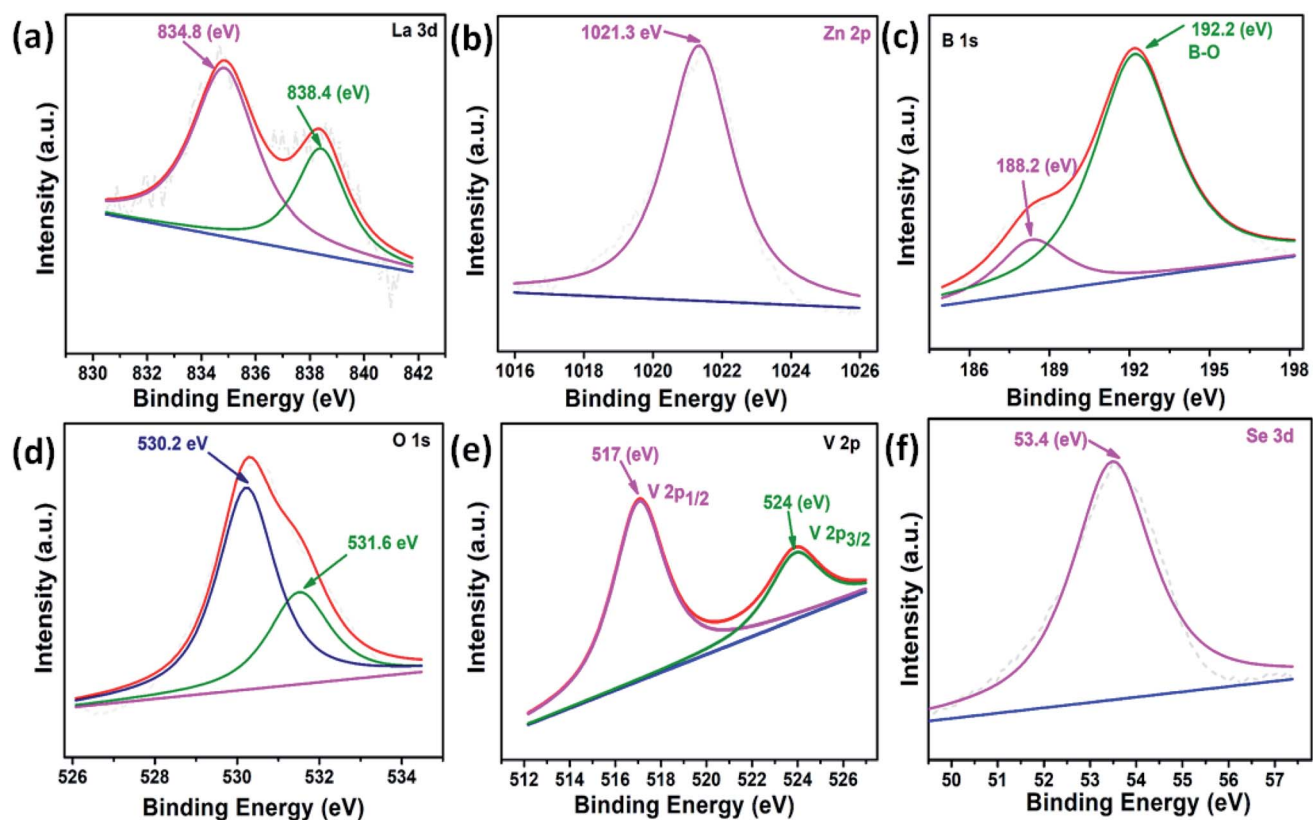 (a)
834.8 (eV)
La 3d
838.4 (eV)
Intensity (a.u.)
830 832 834 836 838 840 842
Binding Energy (eV)
(b)
1021.3 eV
Zn 2p
Intensity (a.u.)
1016 1018 1020 1022 1024 1026
Binding Energy (eV)
(c)
B 1s
192.2 (eV)
B-O
188.2 (eV)
Intensity (a.u.)
186 189 192 195 198
Binding Energy (eV)
(d)
530.2 eV
O 1s
531.6 eV
Intensity (a.u.)
526 528 530 532 534
Binding Energy (eV)
(e)
517 (eV)
V 2p
V 2p1/2
524 (eV)
V 2p3/2
Intensity (a.u.)
512 514 516 518 520 522 524 526
Binding Energy (eV)
(f)
53.4 (eV)
Se 3d
Intensity (a.u.)
50 51 52 53 54 55 56 57
Binding Energy (eV)